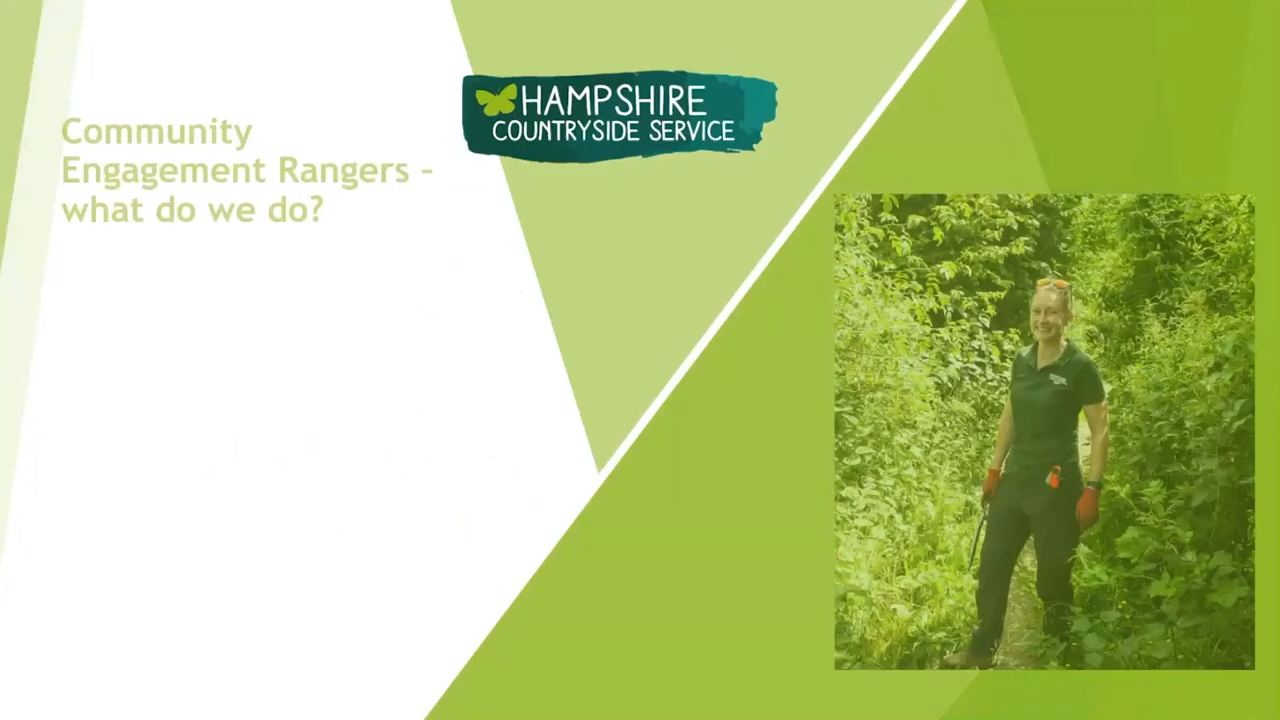 HAMPSHIRE
COUNTRYSIDE SERVICE
Community
Engagement Rangers –
what do we do?